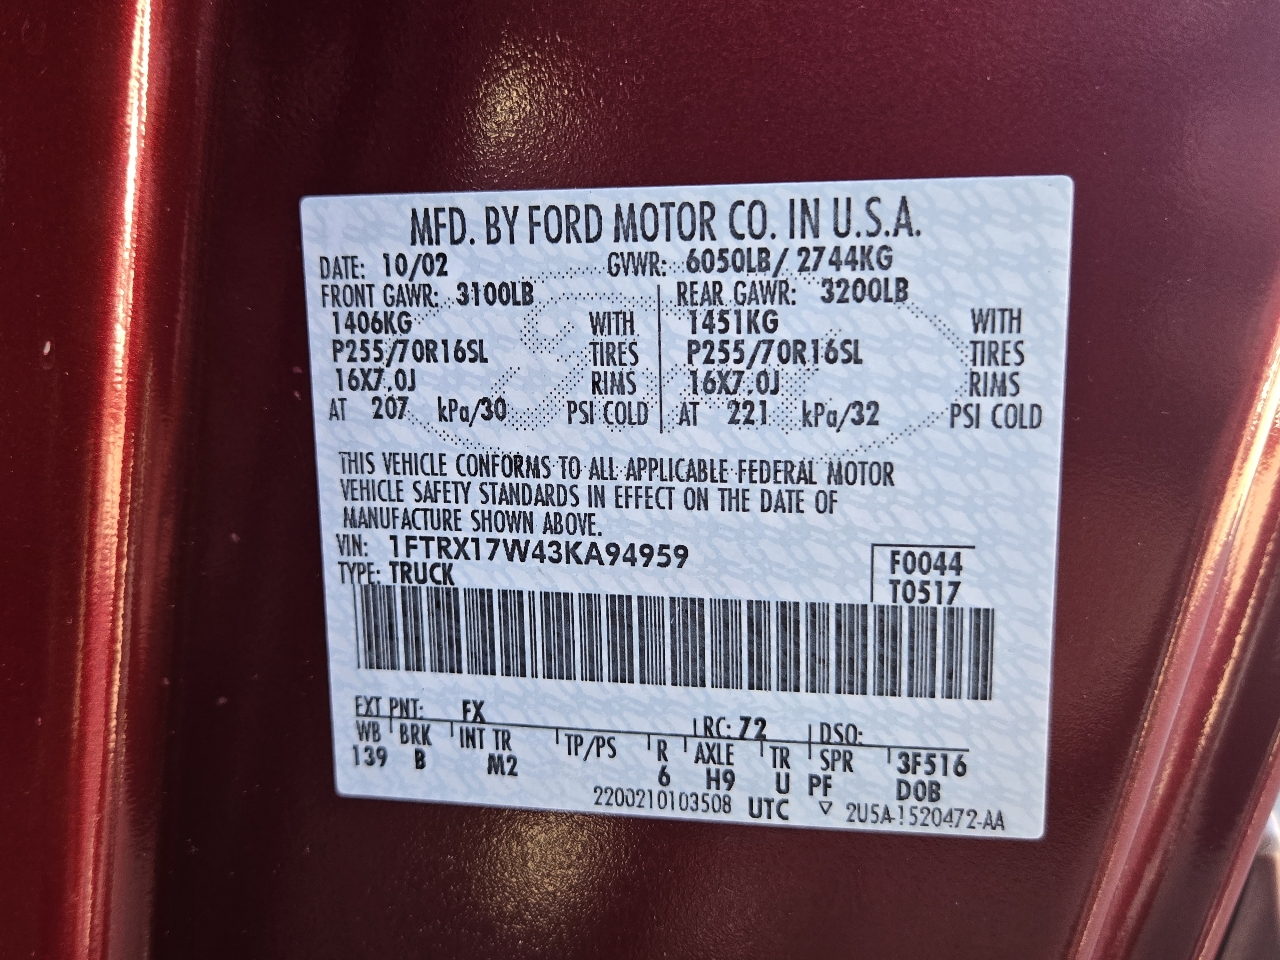 MFD. BY FORD MOTOR CO. IN U.S.A.
DATE: 10/02 GVWR: 6050LB/ 2744KG
FRONT GAWR: 3100LB REAR GAWR: 3200LB
1406KG WITH 1451KG WITH
P255/70R16SL TIRES P255/70R16SL TIRES
16X7.0J RIMS 16X7.0J RIMS
AT 207 kPa/30 PSI COLD AT 221 kPa/32 PSI COLD
THIS VEHICLE CONFORMS TO ALL APPLICABLE FEDERAL MOTOR
VEHICLE SAFETY STANDARDS IN EFFECT ON THE DATE OF
MANUFACTURE SHOWN ABOVE.
VIN: 1FTRX17W43KA94959 F0044
TYPE: TRUCK T0517
EXT PNT: FX RC: 72 DSO:
WB BRK INT TR TP/PS R AXLE TR SPR 3F516
139 B M2 6 H9 U PF DOB
2200210103508 UTC ▽ 2U5A-1520472-AA